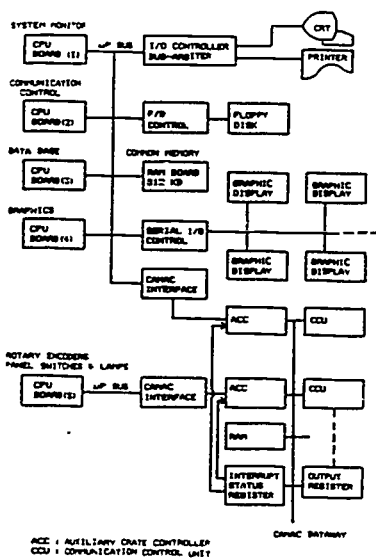 SYSTEM MONITOR
CPU
BOARD(1)
μP BUS
I/O CONTROLLER
BUS-ARBITER
CRT
PRINTER
COMMUNICATION
CONTROL
CPU
BOARD(2)
F/D
CONTROL
FLOPPY
DISK
DATA BASE
CPU
BOARD(3)
COMMON MEMORY
RAM BOARD
512 KB
GRAPHIC
DISPLAY
GRAPHIC
DISPLAY
GRAPHICS
CPU
BOARD(4)
SERIAL I/O
CONTROL
GRAPHIC
DISPLAY
GRAPHIC
DISPLAY
CAMAC
INTERFACE
ACC
CCU
ROTARY ENCODERS
PANEL SWITCHES & LAMPS
CPU
BOARD(5)
μP BUS
CAMAC
INTERFACE
ACC
CCU
RAM
INTERRUPT
STATUS
REGISTER
OUTPUT
REGISTER
CAMAC DATAWAY
ACC : AUXILIARY CRATE CONTROLLER
CCU : COMMUNICATION CONTROL UNIT